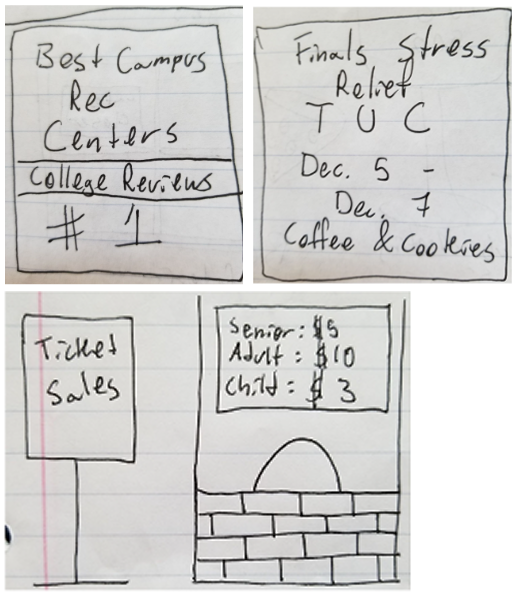 Best Campus
Rec
Centers
College Reviews
# 1
Finals Stress
Relief
T U C
Dec. 5 -
Dec. 7
Coffee & Cookies
Ticket
Sales
Senior: $5
Adult : $10
Child : $ 3